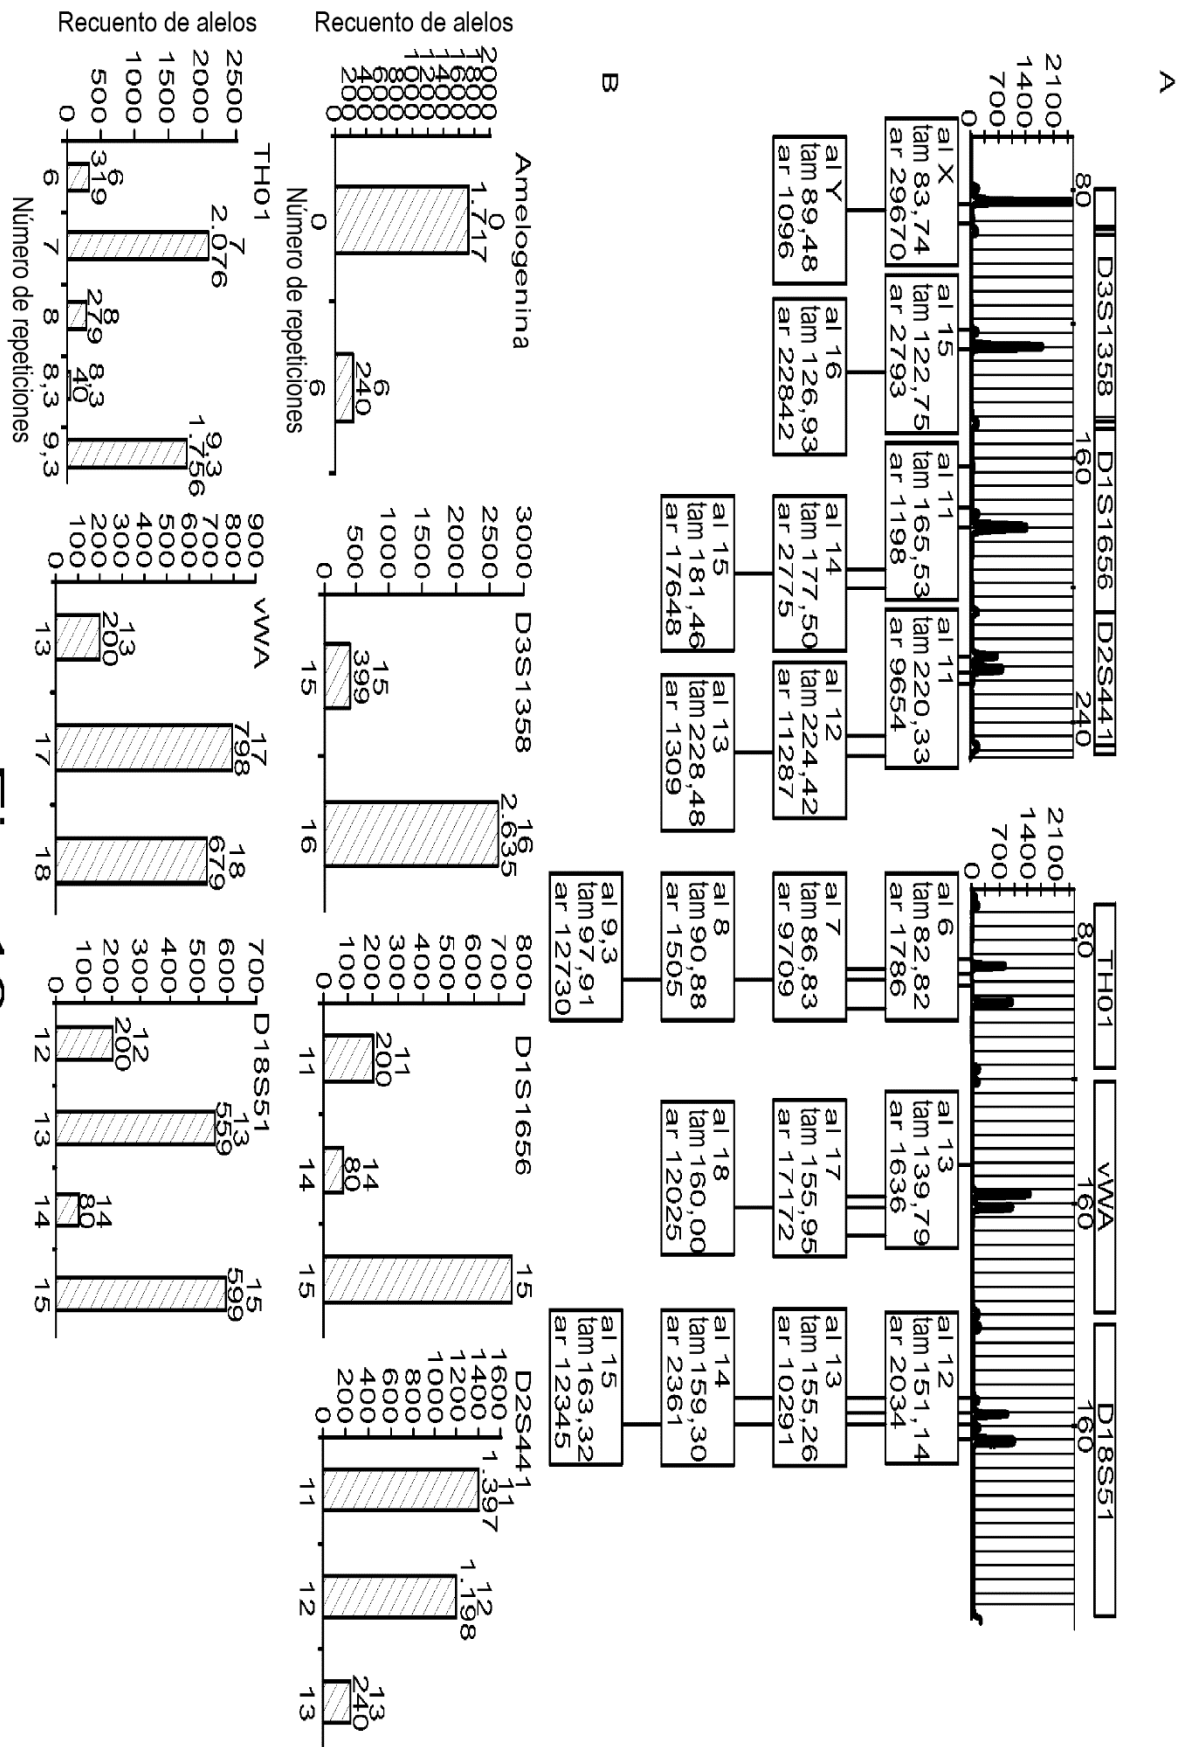 A
D3S1358
D1S1656
D2S441
80
160
240
2100
1400
700
0
al X
tam 83,74
ar 29670
al Y
tam 89,48
ar 1096
al 15
tam 122,75
ar 2793
al 16
tam 126,93
ar 22842
al 11
tam 165,53
ar 1198
al 14
tam 177,50
ar 2775
al 15
tam 181,46
ar 17648
al 11
tam 220,33
ar 9654
al 12
tam 224,42
ar 11287
al 13
tam 228,48
ar 1309
TH01
vWA
D18S51
80
160
160
2100
1400
700
0
al 6
tam 82,82
ar 1786
al 7
tam 86,83
ar 9709
al 8
tam 90,88
ar 1505
al 9,3
tam 97,91
ar 12730
al 13
tam 139,79
ar 1636
al 17
tam 155,95
ar 17172
al 18
tam 160,00
ar 12025
al 12
tam 151,14
ar 2034
al 13
tam 155,26
ar 10291
al 14
tam 159,30
ar 2361
al 15
tam 163,32
ar 12345
B
Amelogenina
Recuento de alelos
2000
1800
1600
1400
1200
1000
800
600
400
200
0
0
1.717
6
240
6
Número de repeticiones
D3S1358
3000
2500
2000
1500
1000
500
0
15
399
16
2.635
15
16
D1S1656
800
700
600
500
400
300
200
100
0
11
200
14
80
15
11
14
15
D2S441
1600
1400
1200
1000
800
600
400
200
0
11
1.397
12
1.198
13
240
11
12
13
TH01
Recuento de alelos
2500
2000
1500
1000
500
0
6
319
7
2.076
8
279
8,3
40
9,3
1.756
6
7
8
8,3
9,3
Número de repeticiones
vWA
900
800
700
600
500
400
300
200
100
0
13
200
17
798
18
679
13
17
18
D18S51
700
600
500
400
300
200
100
0
12
200
13
559
14
80
15
599
12
13
14
15